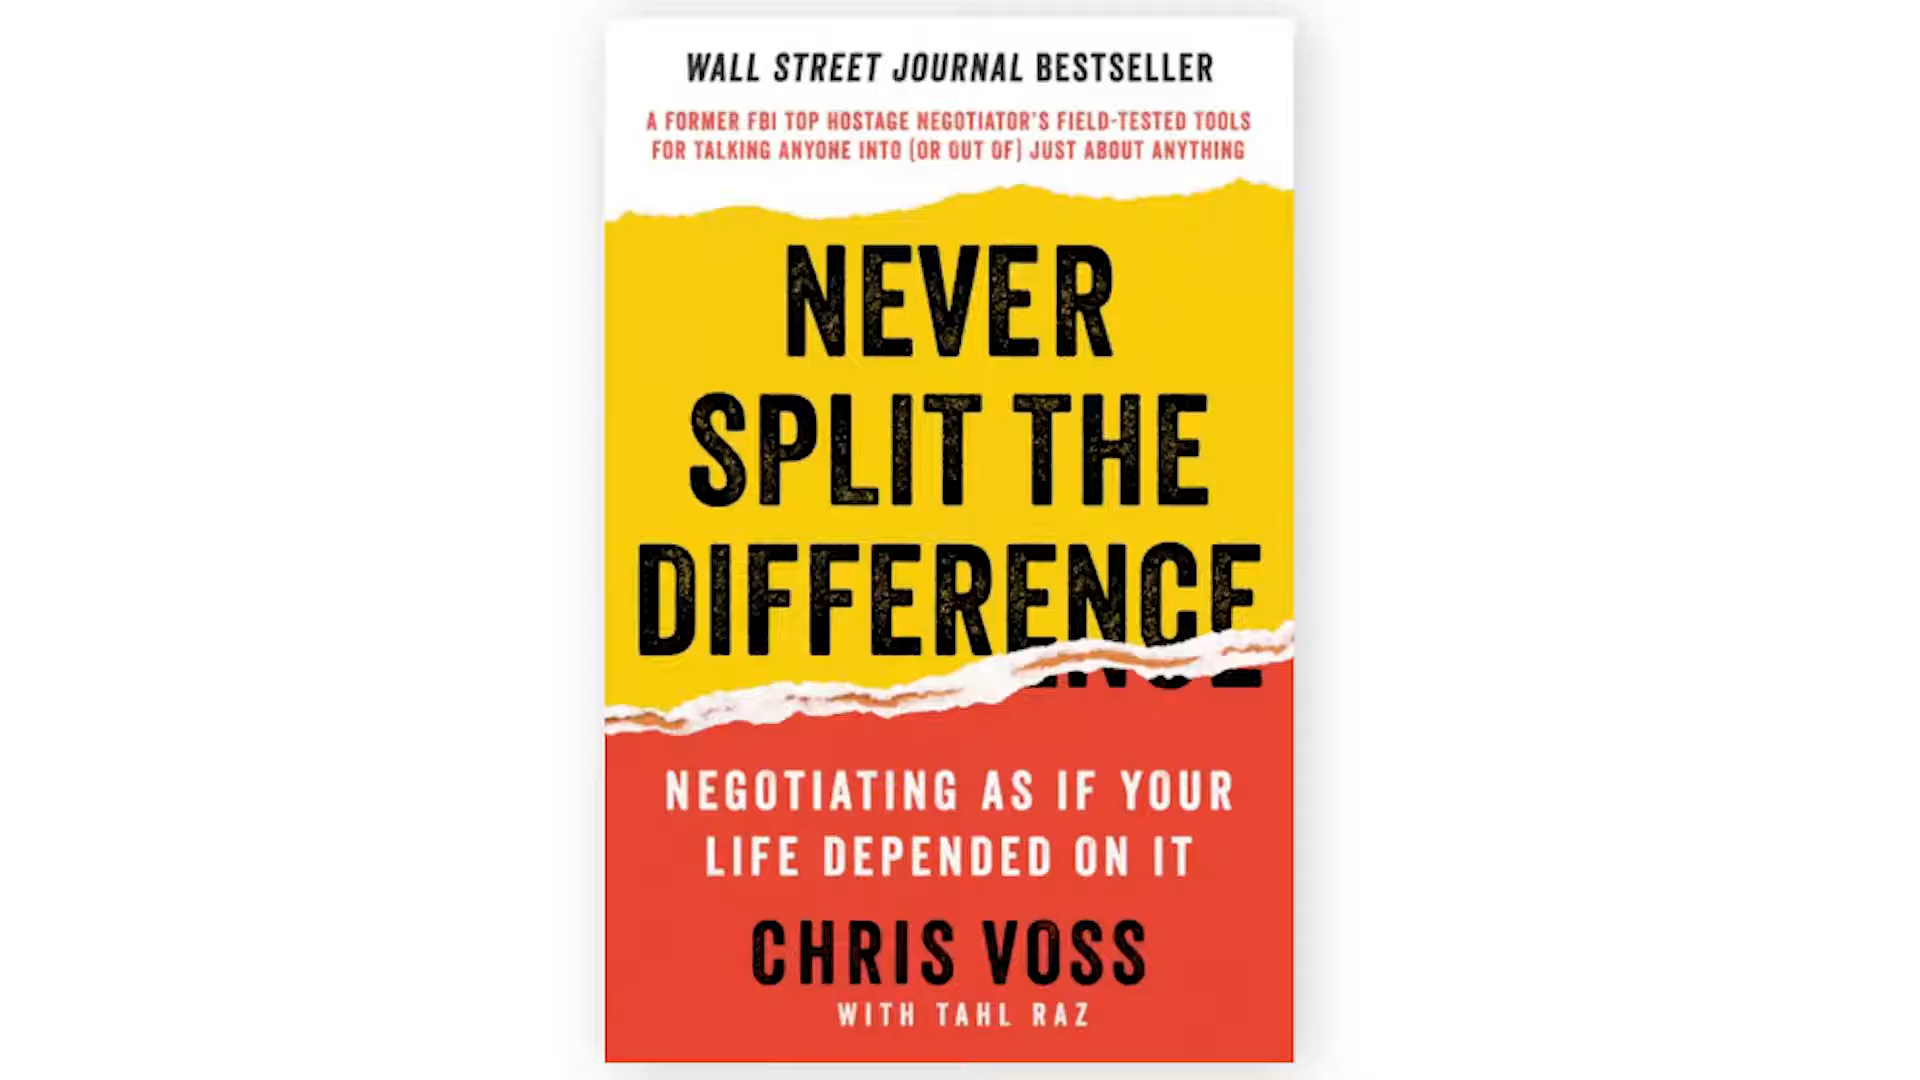 WALL STREET JOURNAL BESTSELLER
A FORMER FBI TOP HOSTAGE NEGOTIATOR'S FIELD-TESTED TOOLS
FOR TALKING ANYONE INTO (OR OUT OF) JUST ABOUT ANYTHING
NEVER
SPLIT THE
DIFFERENCE
NEGOTIATING AS IF YOUR
LIFE DEPENDED ON IT
CHRIS VOSS
WITH TAHL RAZ